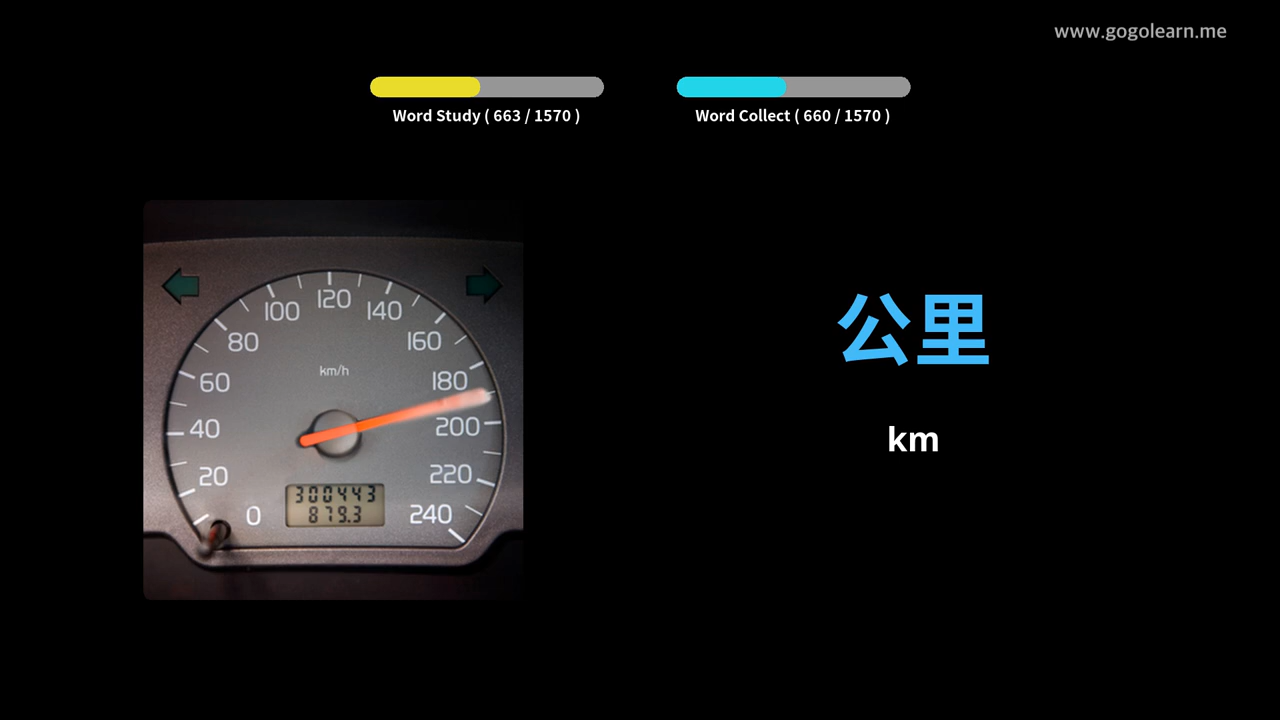 www.gogolearn.me
Word Study ( 663 / 1570 )
Word Collect ( 660 / 1570 )
120
100
140
80
160
km/h
60
180
公里
40
200
km
20
220
300443
0
879.3
240